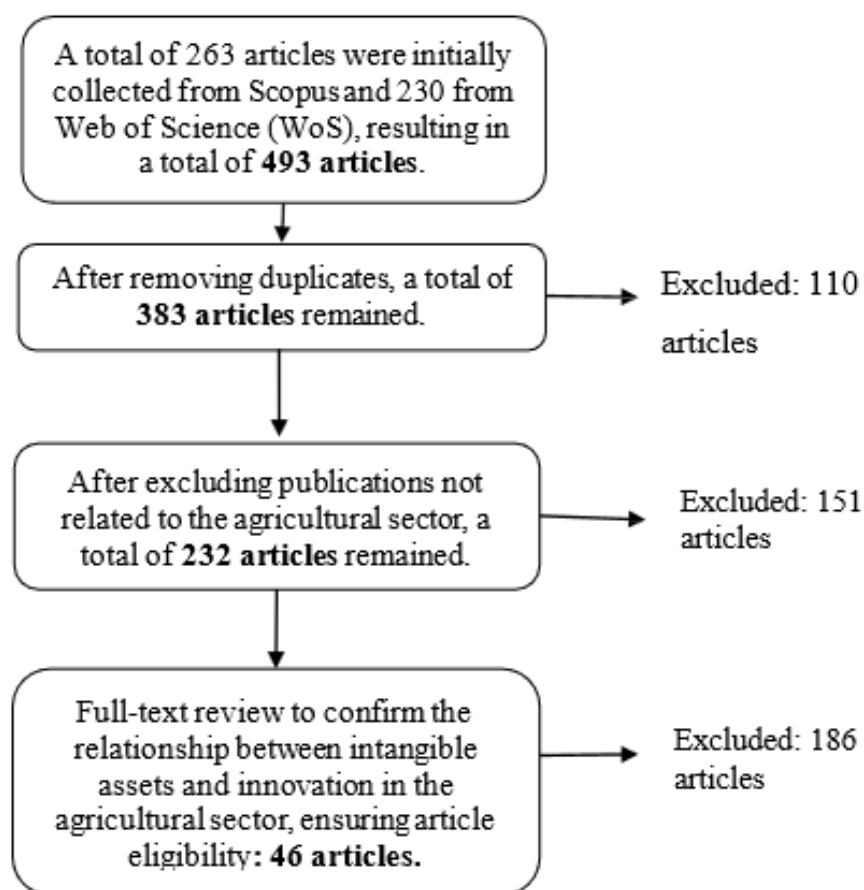 A total of 263 articles were initially
collected from Scopus and 230 from
Web of Science (WoS), resulting in
a total of 493 articles.
After removing duplicates, a total of
383 articles remained.
Excluded: 110
articles
After excluding publications not
related to the agricultural sector, a
total of 232 articles remained.
Excluded: 151
articles
Full-text review to confirm the
relationship between intangible
assets and innovation in the
agricultural sector, ensuring article
eligibility: 46 articles.
Excluded: 186
articles